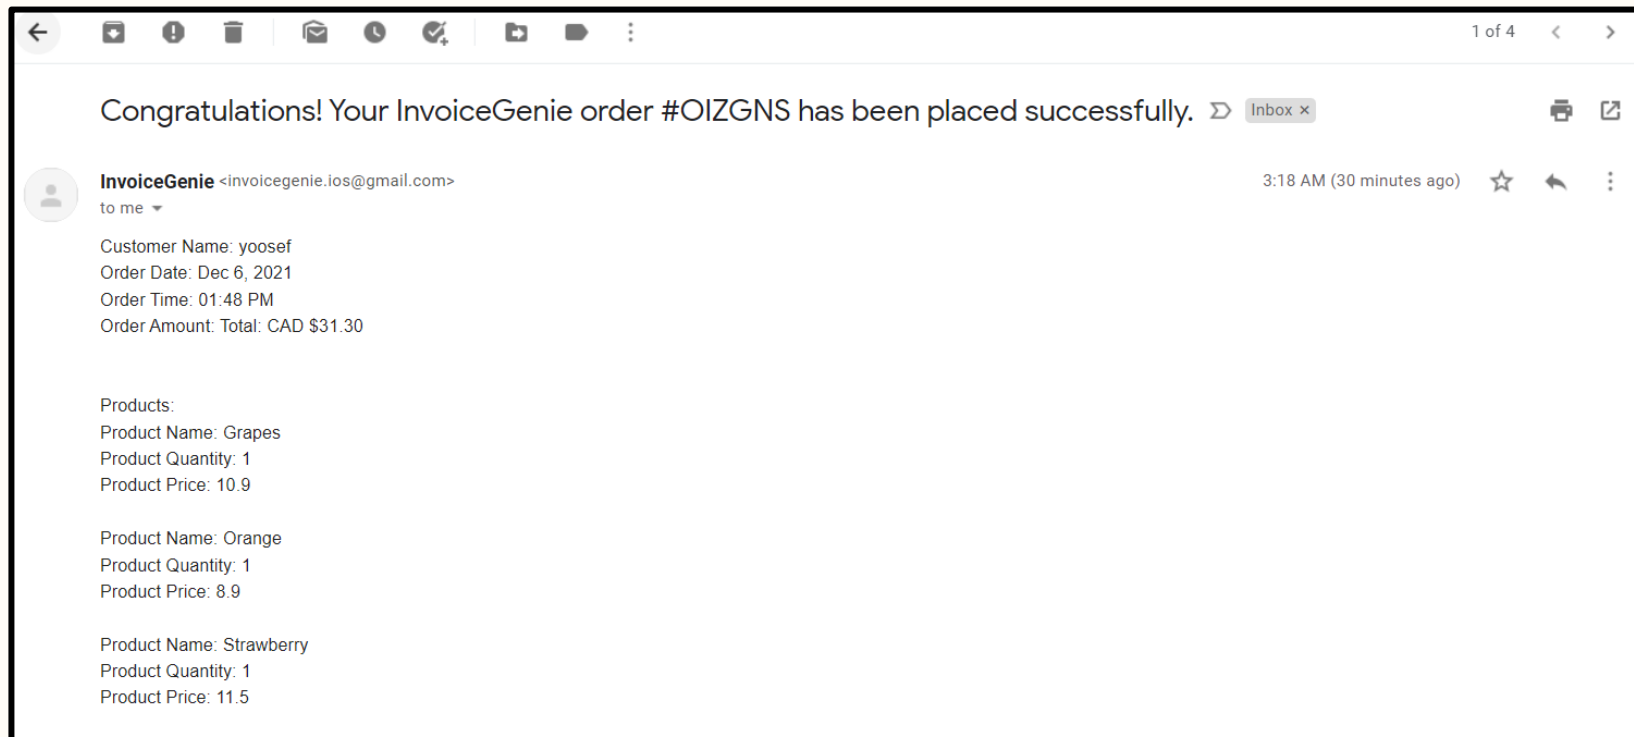 1 of 4
Congratulations! Your InvoiceGenie order #OIZGNS has been placed successfully. Inbox ×
InvoiceGenie <invoicegenie.ios@gmail.com> 3:18 AM (30 minutes ago)
to me
Customer Name: yoosef
Order Date: Dec 6, 2021
Order Time: 01:48 PM
Order Amount: Total: CAD $31.30
Products:
Product Name: Grapes
Product Quantity: 1
Product Price: 10.9
Product Name: Orange
Product Quantity: 1
Product Price: 8.9
Product Name: Strawberry
Product Quantity: 1
Product Price: 11.5